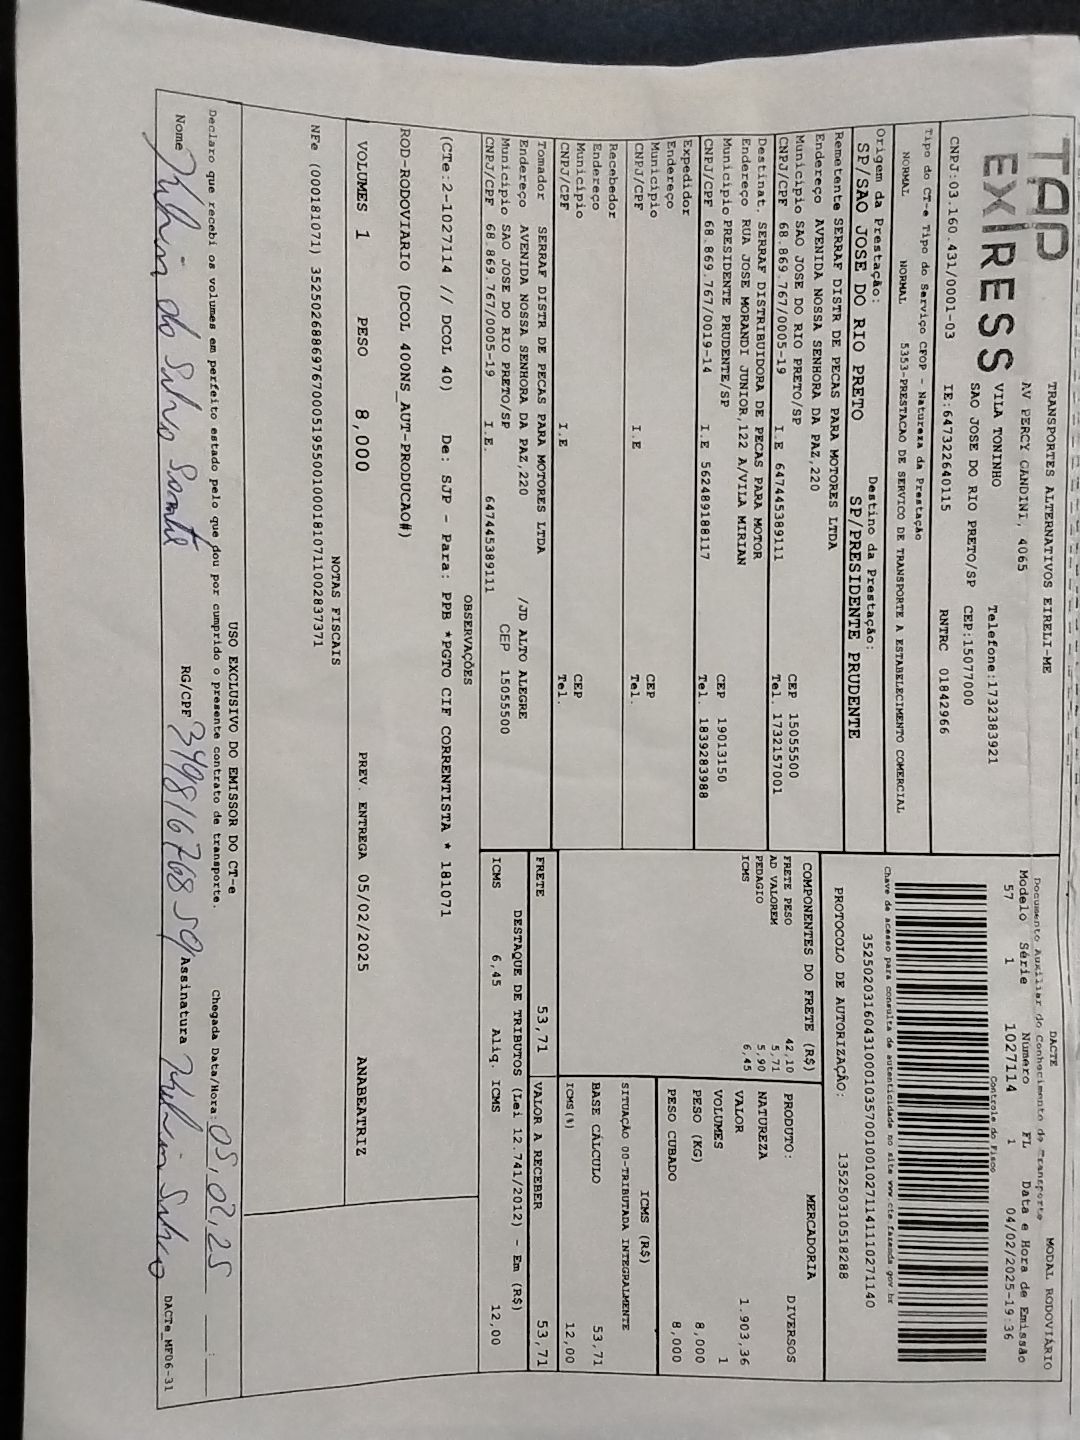 TAP EXPRESS
TRANSPORTES ALTERNATIVOS EIRELI-ME
AV PERCY GANDINI, 4065
VILA TONINHO Telefone:1732383921
SAO JOSE DO RIO PRETO/SP CEP:15077000
CNPJ:03.160.431/0001-03 IE:647322640115 RNTRC 01842966
Tipo do CT-e Tipo do Serviço CFOP - Natureza da Prestação
NORMAL NORMAL 5353-PRESTACAO DE SERVICO DE TRANSPORTE A ESTABELECIMENTO COMERCIAL
Origem da Prestação: Destino da Prestação:
SP/SAO JOSE DO RIO PRETO SP/PRESIDENTE PRUDENTE
Remetente SERRAF DISTR DE PECAS PARA MOTORES LTDA
Endereço AVENIDA NOSSA SENHORA DA PAZ,220
Município SAO JOSE DO RIO PRETO/SP CEP 15055500
CNPJ/CPF 68.869.767/0005-19 I.E 647445389111 Tel. 1732157001
Destinat. SERRAF DISTRIBUIDORA DE PECAS PARA MOTOR
Endereço RUA JOSE MORANDI JUNIOR,122 A/VILA MIRIAN
Município PRESIDENTE PRUDENTE/SP CEP 19013150
CNPJ/CPF 68.869.767/0019-14 I.E 562489188117 Tel. 1839283988
Expedidor
Endereço
Município CEP
CNPJ/CPF I.E Tel.
Recebedor
Endereço
Município CEP
CNPJ/CPF I.E Tel.
Tomador SERRAF DISTR DE PECAS PARA MOTORES LTDA
Endereço AVENIDA NOSSA SENHORA DA PAZ,220 /JD ALTO ALEGRE
Município SAO JOSE DO RIO PRETO/SP CEP 15055500
CNPJ/CPF 68.869.767/0005-19 I.E. 647445389111
DACTE MODAL RODOVIÁRIO
Documento Auxiliar do Conhecimento de Transporte
Modelo Série Numero FL Data e Hora de Emissão
57 1 1027114 1 04/02/2025-19:36
Controle do Fisco
Chave de acesso para consulta de autenticidade no site www.cte.fazenda.gov.br
35250203160431000103570010010271141110271140
PROTOCOLO DE AUTORIZAÇÃO: 135250310518288
COMPONENTES DO FRETE (R$)
FRETE PESO 42,10
AD VALOREM 5,71
PEDAGIO 5,90
ICMS 6,45
MERCADORIA
PRODUTO: DIVERSOS
NATUREZA
VALOR 1.903,36
VOLUMES 1
PESO (KG) 8,000
PESO CUBADO 8,000
ICMS (R$)
SITUAÇÃO 00-TRIBUTADA INTEGRALMENTE
BASE CÁLCULO 53,71
ICMS(%) 12,00
FRETE 53,71 VALOR A RECEBER 53,71
DESTAQUE DE TRIBUTOS (Lei 12.741/2012) - Em (R$)
ICMS 6,45 Aliq. ICMS 12,00
OBSERVAÇÕES
(CTe:2-1027114 // DCOL 40) De: SJP - Para: PPB *PGTO CIF CORRENTISTA * 181071
ROD-RODOVIARIO (DCOL 400NS_AUT-PRODUCAO#)
VOLUMES 1 PESO 8,000 PREV. ENTREGA 05/02/2025 ANABEATRIZ
NOTAS FISCAIS
NFe (000181071) 35250268869767000519550010001810711002837371
USO EXCLUSIVO DO EMISSOR DO CT-e
Declaro que recebi os volumes em perfeito estado pelo que dou por cumprido o presente contrato de transporte. Chegada Data/Hora: 05,02,25 :
Nome da Silva RG/CPF Assinatura Silva DACTe_MF06-31